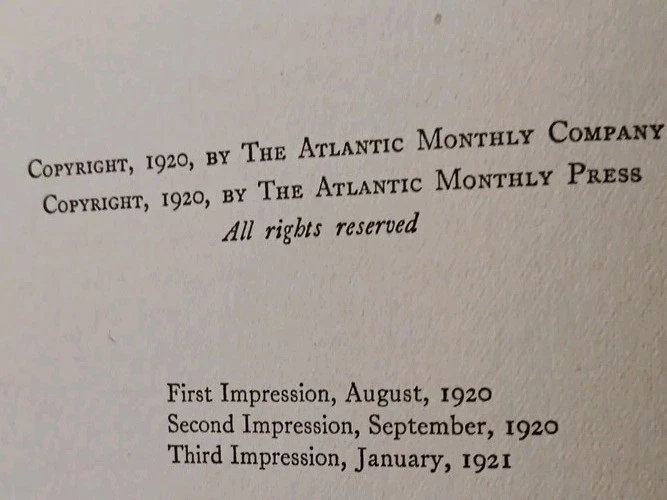 Copyright, 1920, by The Atlantic Monthly Company
Copyright, 1920, by The Atlantic Monthly Press
All rights reserved
First Impression, August, 1920
Second Impression, September, 1920
Third Impression, January, 1921